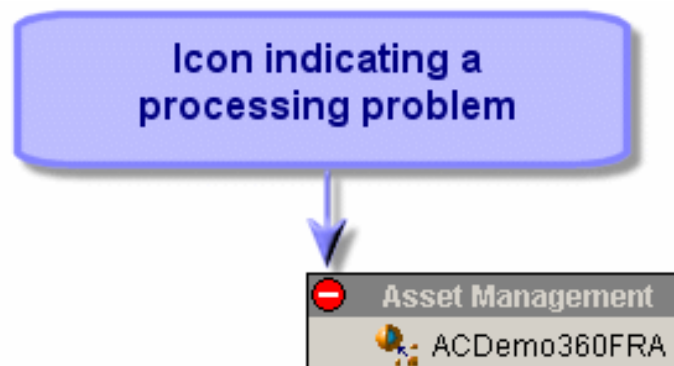 Icon indicating a
processing problem
Asset Management
ACDemo360FRA